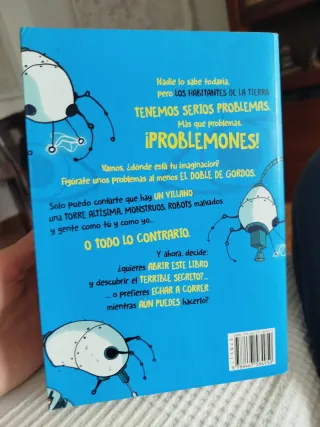 Nadie lo sabe todavía,
pero LOS HABITANTES DE LA TIERRA
TENEMOS SERIOS PROBLEMAS.
Más que problemas.
¡PROBLEMONES!
Vamos, ¿dónde está tu imaginación?
Figúrate unos problemas al menos EL DOBLE DE GORDOS.
Solo puedo contarte que hay UN VILLANO
una TORRE ALTÍSIMA, MONSTRUOS, ROBOTS malvados
y gente como tú y como yo...
O TODO LO CONTRARIO.
Y ahora, decide:
¿quieres ABRIR ESTE LIBRO
y descubrir el TERRIBLE SECRETO?...
... o prefieres ECHAR A CORRER
mientras AÚN PUEDES hacerlo?